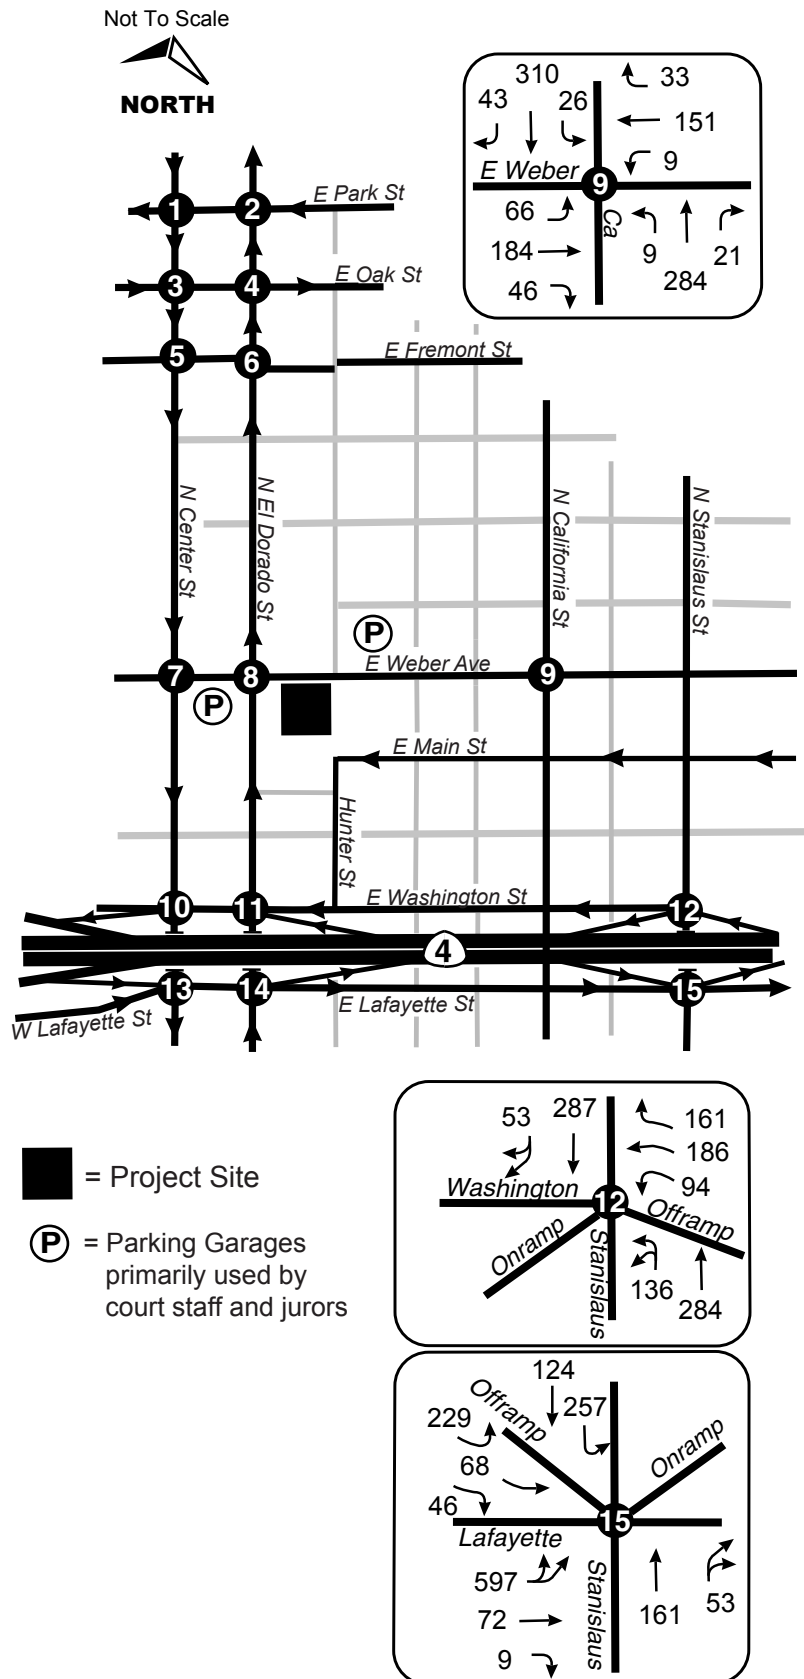 Not To Scale
NORTH
310
33
43
26
151
E Weber
9
9
66
Ca
184
9
21
46
284
1
2
E Park St
3
4
E Oak St
5
6
E Fremont St
N Center St
N El Dorado St
N California St
N Stanislaus St
P
E Weber Ave
7
8
9
P
E Main St
Hunter St
E Washington St
10
11
12
4
13
14
15
W Lafayette St
E Lafayette St
= Project Site
P = Parking Garages
primarily used by
court staff and jurors
53
287
161
186
94
Washington
12
Offramp
Onramp
Stanislaus
136
284
124
Offramp
257
229
Onramp
68
46
15
Lafayette
Stanislaus
597
72
161
53
9